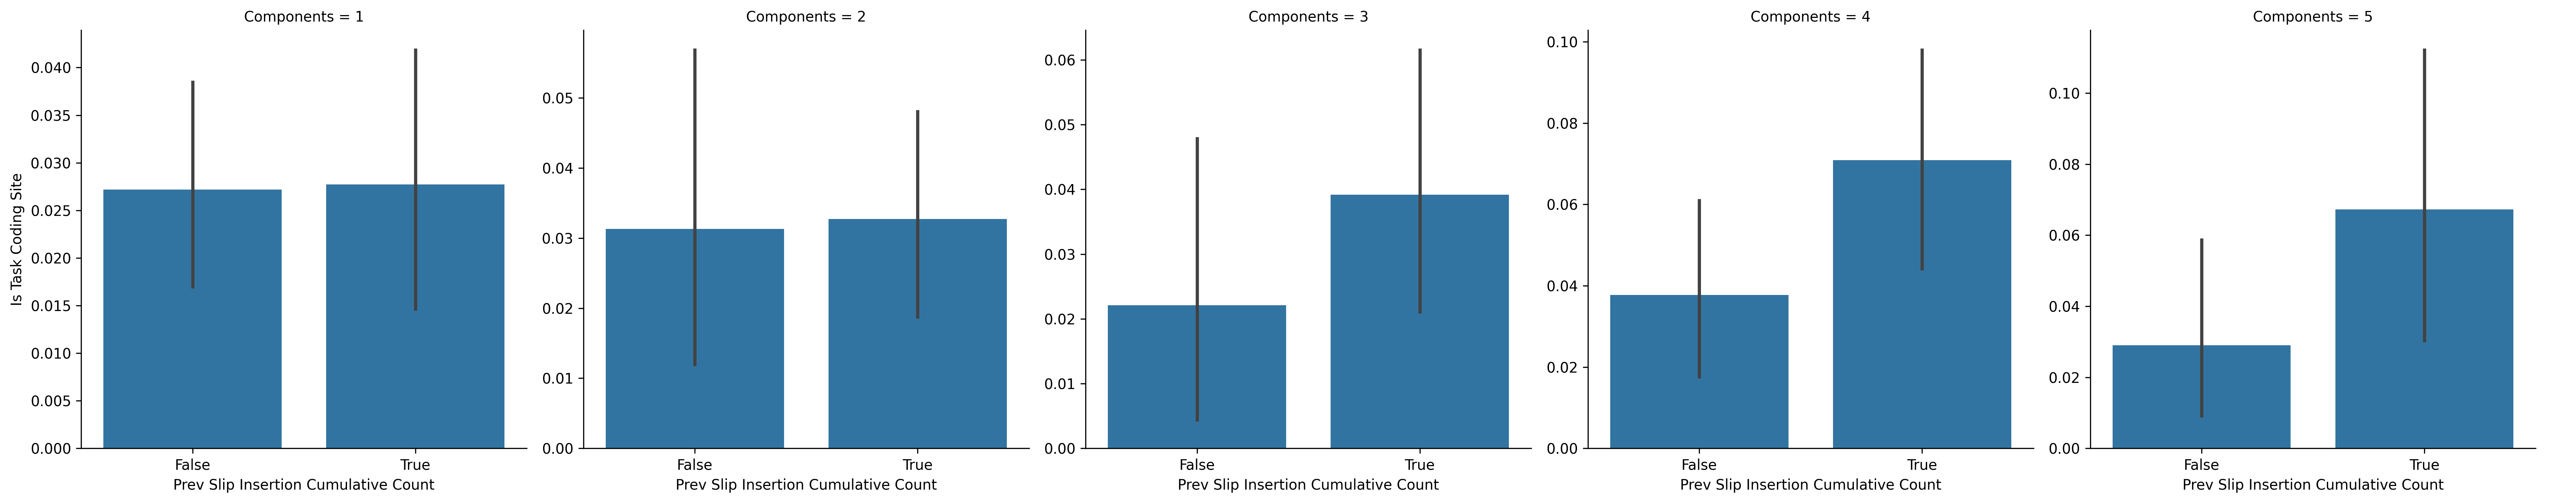 Components = 1
Components = 2
Components = 3
Components = 4
Components = 5
Is Task Coding Site
0.040
0.035
0.030
0.025
0.020
0.015
0.010
0.005
0.000
False
True
Prev Slip Insertion Cumulative Count
0.05
0.04
0.03
0.02
0.01
0.00
False
True
Prev Slip Insertion Cumulative Count
0.06
0.05
0.04
0.03
0.02
0.01
0.00
False
True
Prev Slip Insertion Cumulative Count
0.10
0.08
0.06
0.04
0.02
0.00
False
True
Prev Slip Insertion Cumulative Count
0.10
0.08
0.06
0.04
0.02
0.00
False
True
Prev Slip Insertion Cumulative Count